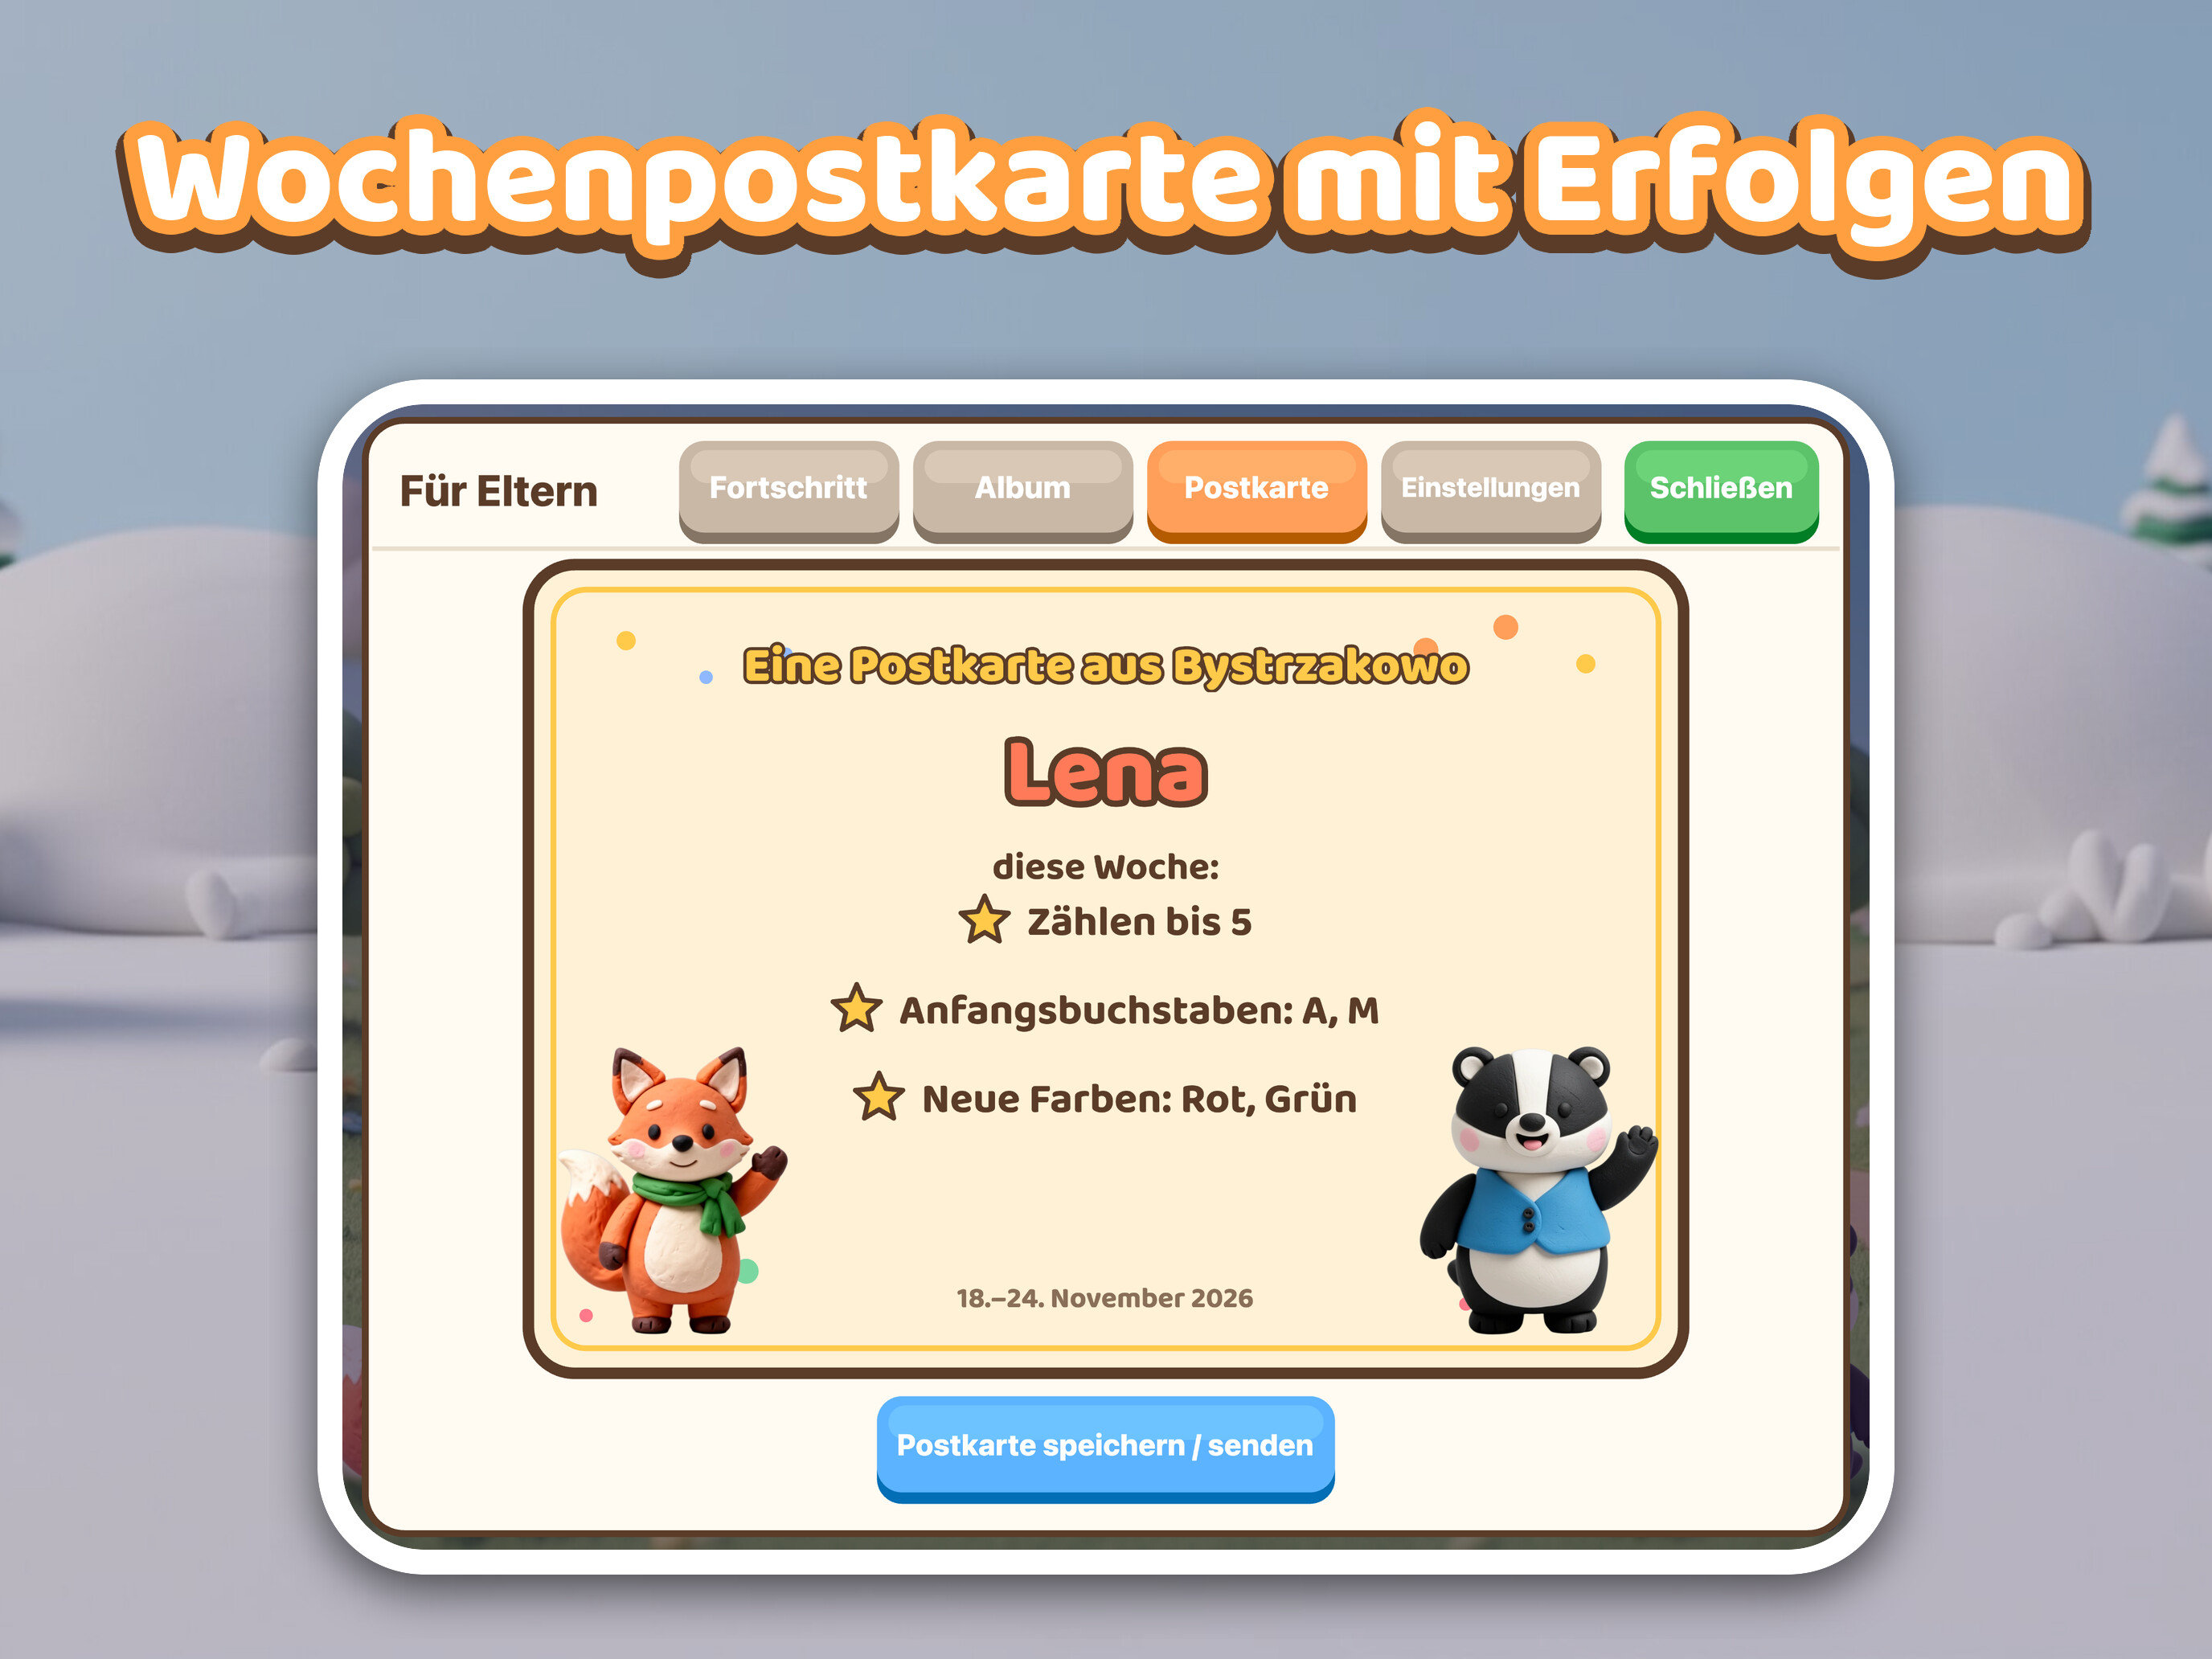 Wochenpostkarte mit Erfolgen
Für Eltern
Fortschritt
Album
Postkarte
Einstellungen
Schließen
Eine Postkarte aus Bystrzakowo
Lena
diese Woche:
Zählen bis 5
Anfangsbuchstaben: A, M
Neue Farben: Rot, Grün
18.–24. November 2026
Postkarte speichern / senden